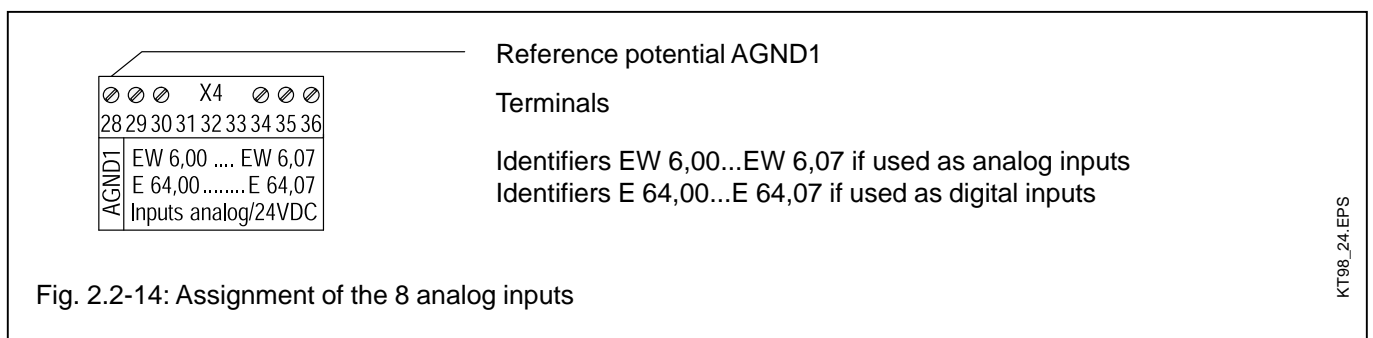 Reference potential AGND1
X4
Terminals
28 29 30 31 32 33 34 35 36
AGND1
EW 6,00 .... EW 6,07
E 64,00........E 64,07
Inputs analog/24VDC
Identifiers EW 6,00...EW 6,07 if used as analog inputs
Identifiers E 64,00...E 64,07 if used as digital inputs
KT98_24.EPS
Fig. 2.2-14: Assignment of the 8 analog inputs